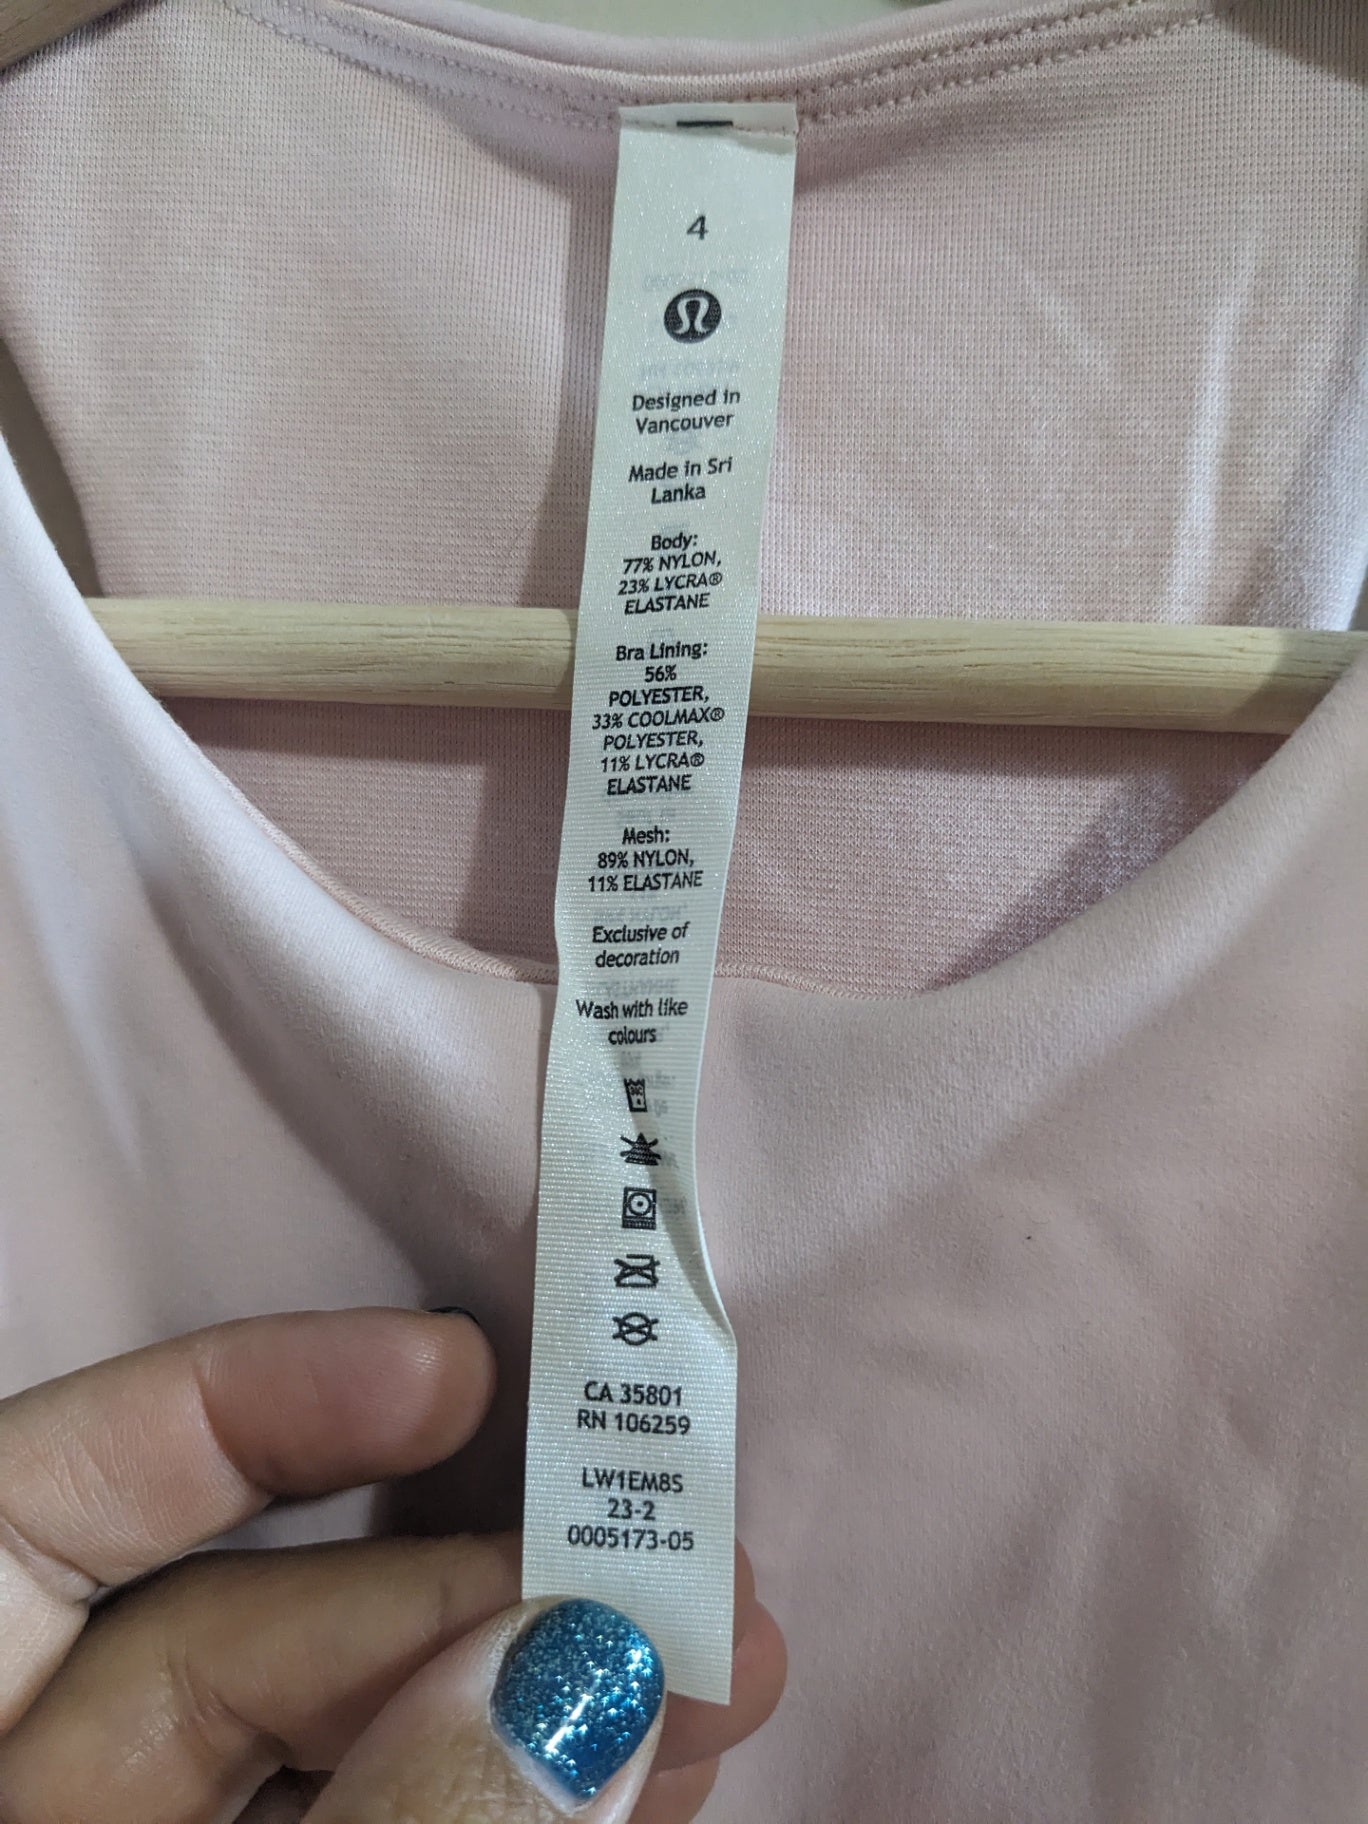 4
Designed in
Vancouver
Made in Sri
Lanka
Body:
77% NYLON,
23% LYCRA®
ELASTANE
Bra Lining:
56%
POLYESTER,
33% COOLMAX®
POLYESTER,
11% LYCRA®
ELASTANE
Mesh:
89% NYLON,
11% ELASTANE
Exclusive of
decoration
Wash with like
colours
CA 35801
RN 106259
LW1EM8S
23-2
0005173-05